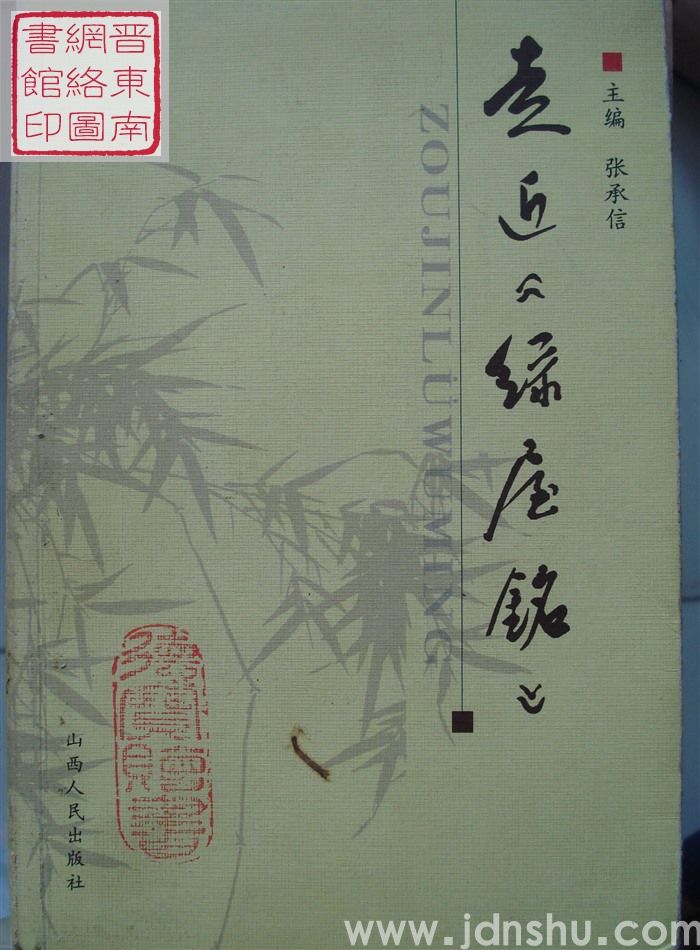 晋東南
網絡圖
書館印
主编 张承信
走近《绿屋銘》
ZOUJINLÜWUMING
山西人民出版社
www.jdnshu.com